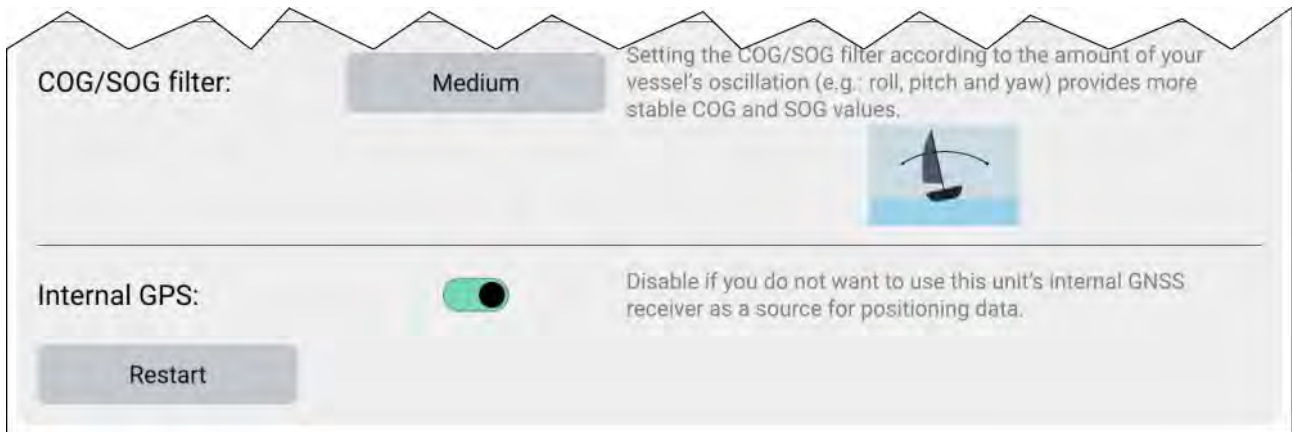 COG/SOG filter:
Medium
Setting the COG/SOG filter according to the amount of your
vessel's oscillation (e.g.: roll, pitch and yaw) provides more
stable COG and SOG values.
Internal GPS:
Disable if you do not want to use this unit's internal GNSS
receiver as a source for positioning data.
Restart